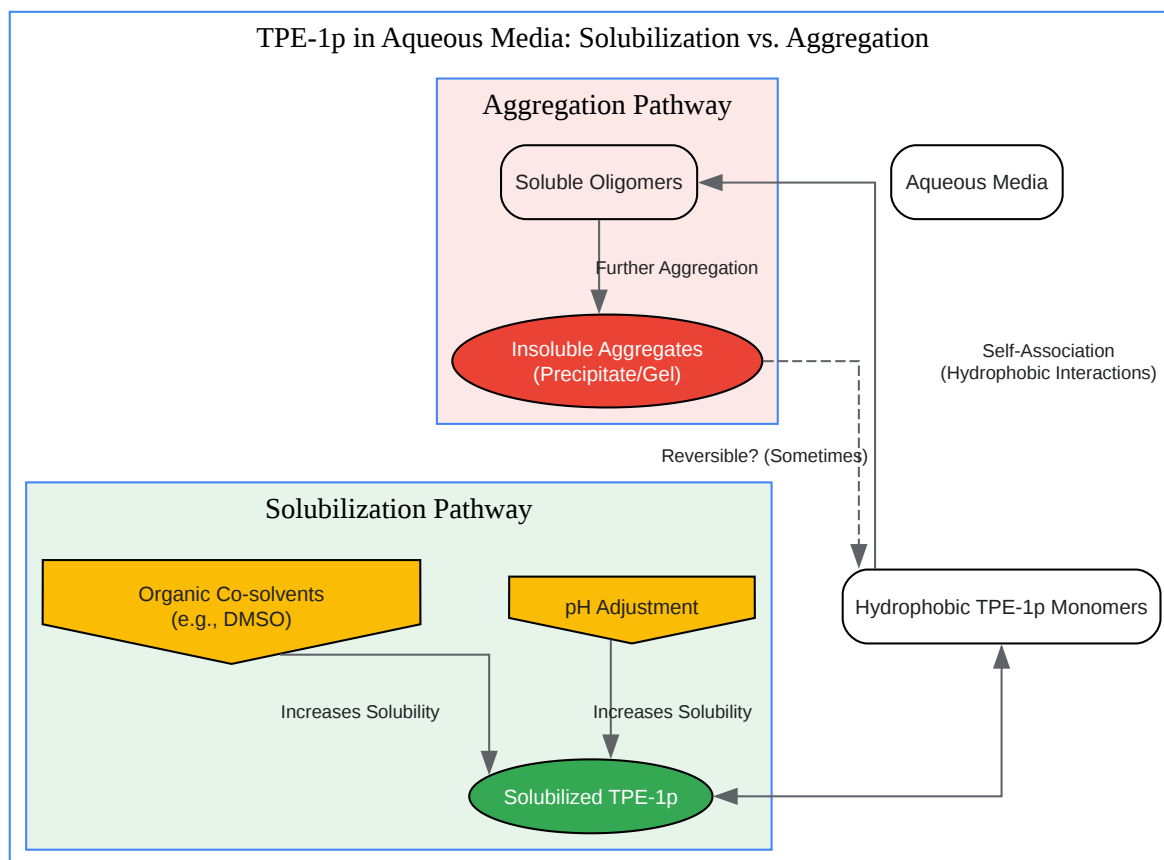 TPE-1p in Aqueous Media: Solubilization vs. Aggregation
Aggregation Pathway
Soluble Oligomers
Aqueous Media
Further Aggregation
Insoluble Aggregates
(Precipitate/Gel)
Self-Association
(Hydrophobic Interactions)
Reversible? (Sometimes)
Solubilization Pathway
Organic Co-solvents
(e.g., DMSO)
pH Adjustment
Hydrophobic TPE-1p Monomers
Increases Solubility
Increases Solubility
Solubilized TPE-1p